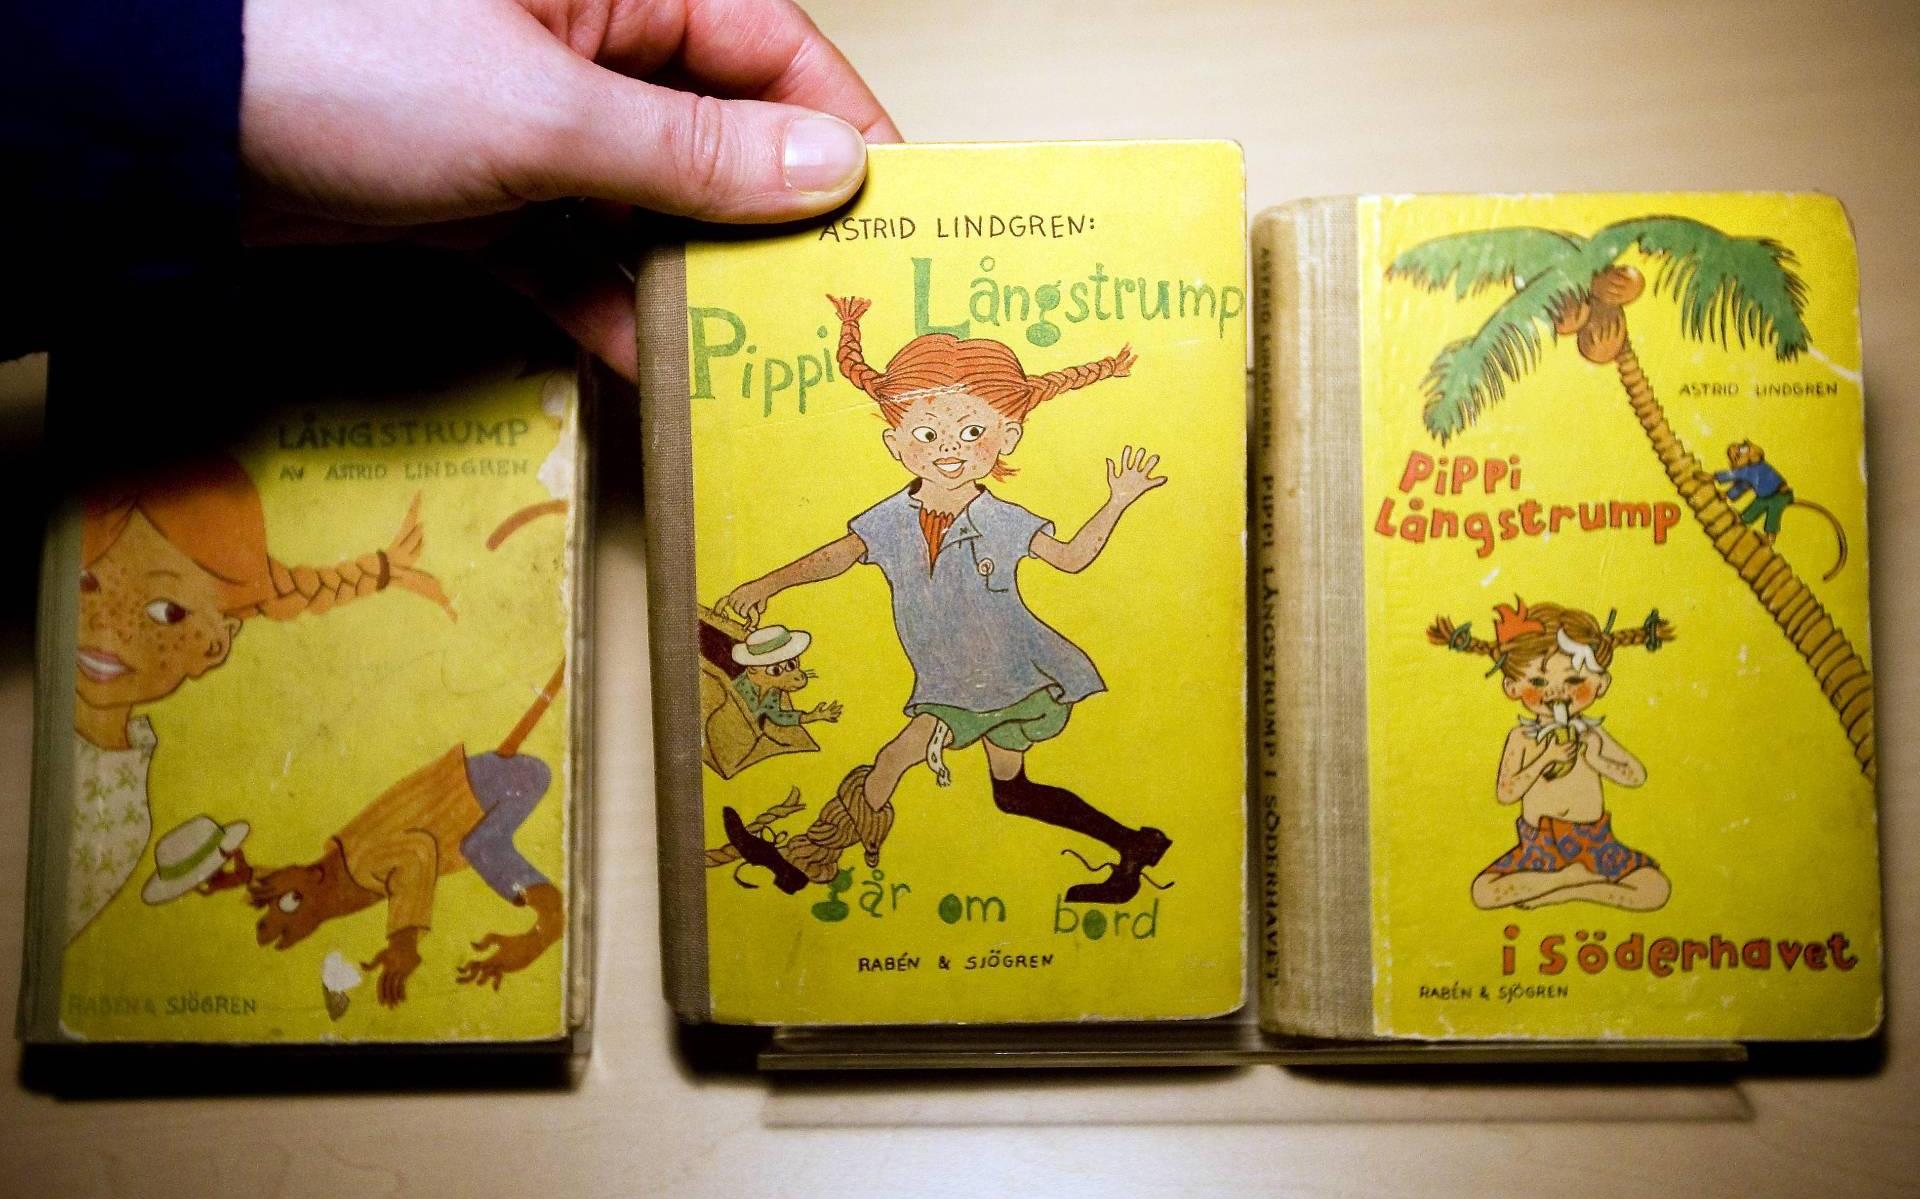 LÅNGSTRUMP
AV ASTRID LINDGREN
RABÉN & SJÖGREN
ASTRID LINDGREN:
Pippi Långstrump
går om bord
RABÉN & SJÖGREN
ASTRID LINDGREN PIPPI LÅNGSTRUMP I SÖDERHAVET
ASTRID LINDGREN
PiPPi
Långstrump
i Söderhavet
RABÉN & SJÖGREN